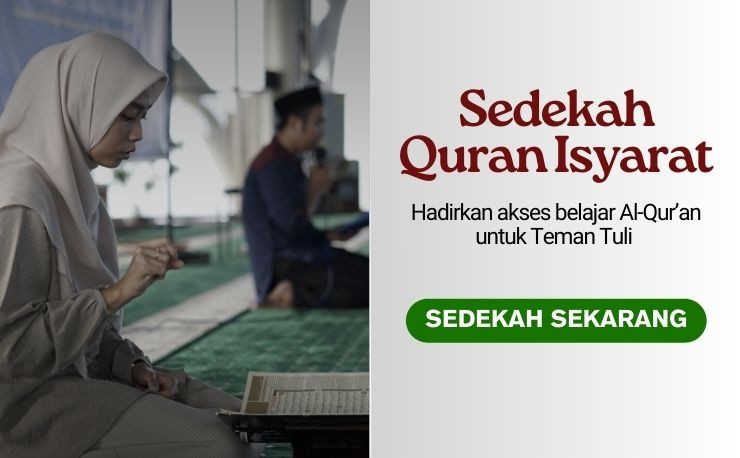 Sedekah
Quran Isyarat
Hadirkan akses belajar Al-Qur’an
untuk Teman Tuli
SEDEKAH SEKARANG